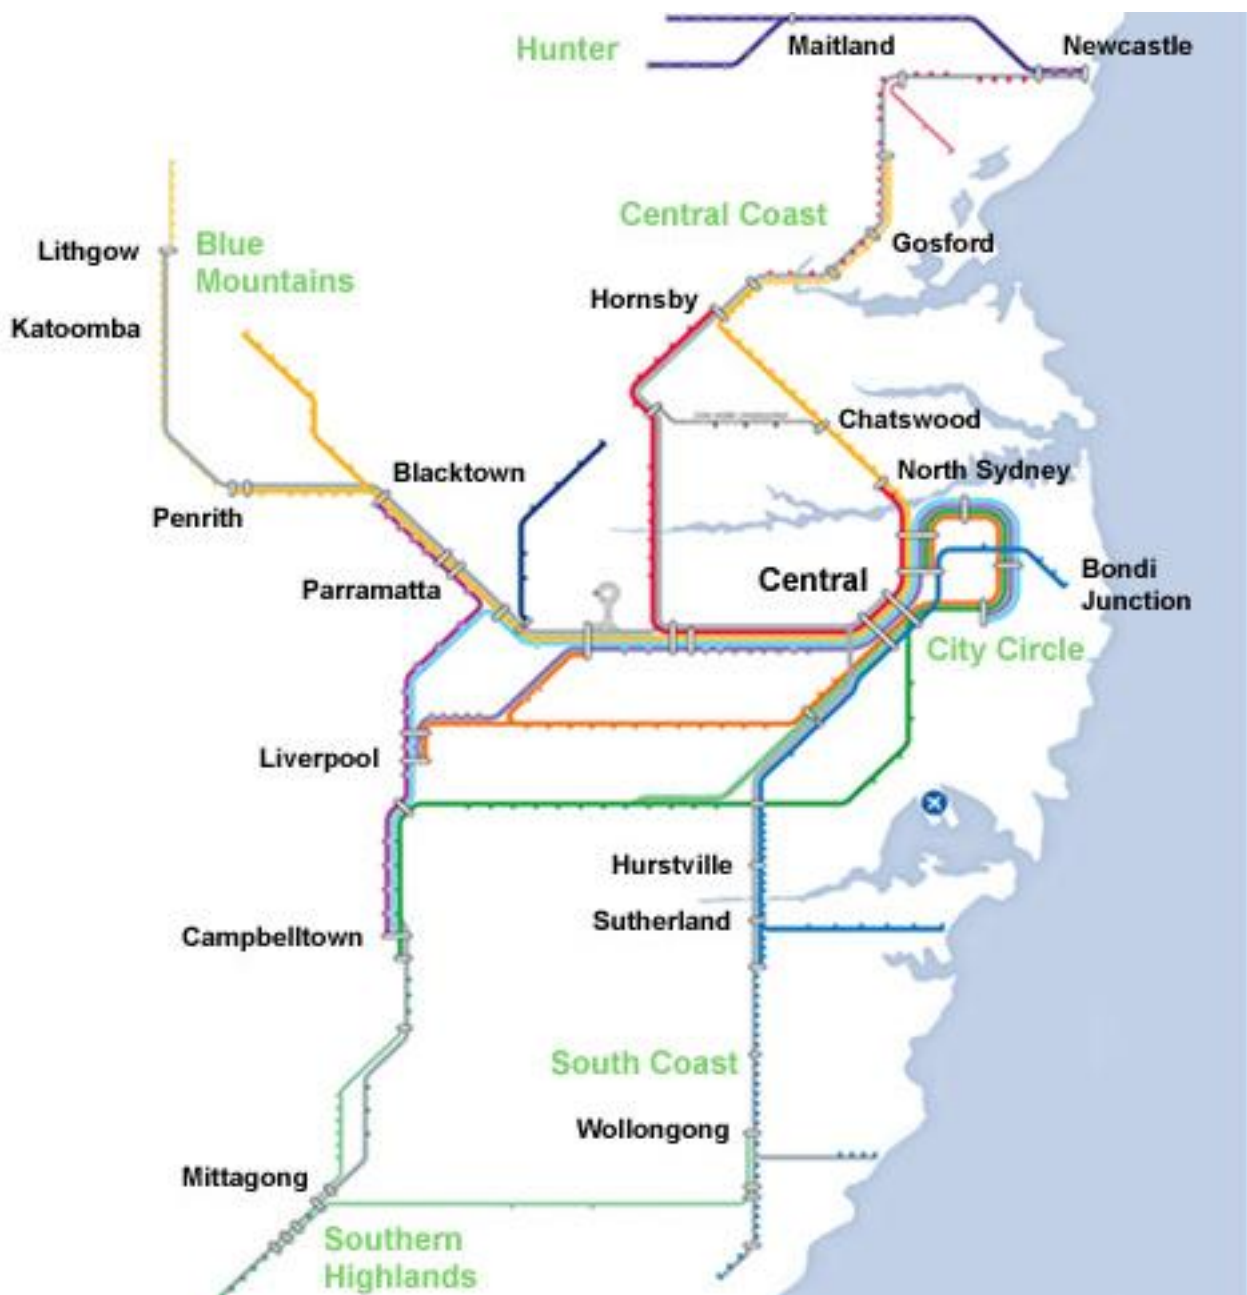 Hunter
Maitland
Newcastle
Central Coast
Gosford
Lithgow
Blue
Mountains
Katoomba
Hornsby
Chatswood
Blacktown
North Sydney
Penrith
Parramatta
Central
Bondi
Junction
City Circle
Liverpool
Hurstville
Sutherland
Campbelltown
South Coast
Wollongong
Mittagong
Southern
Highlands